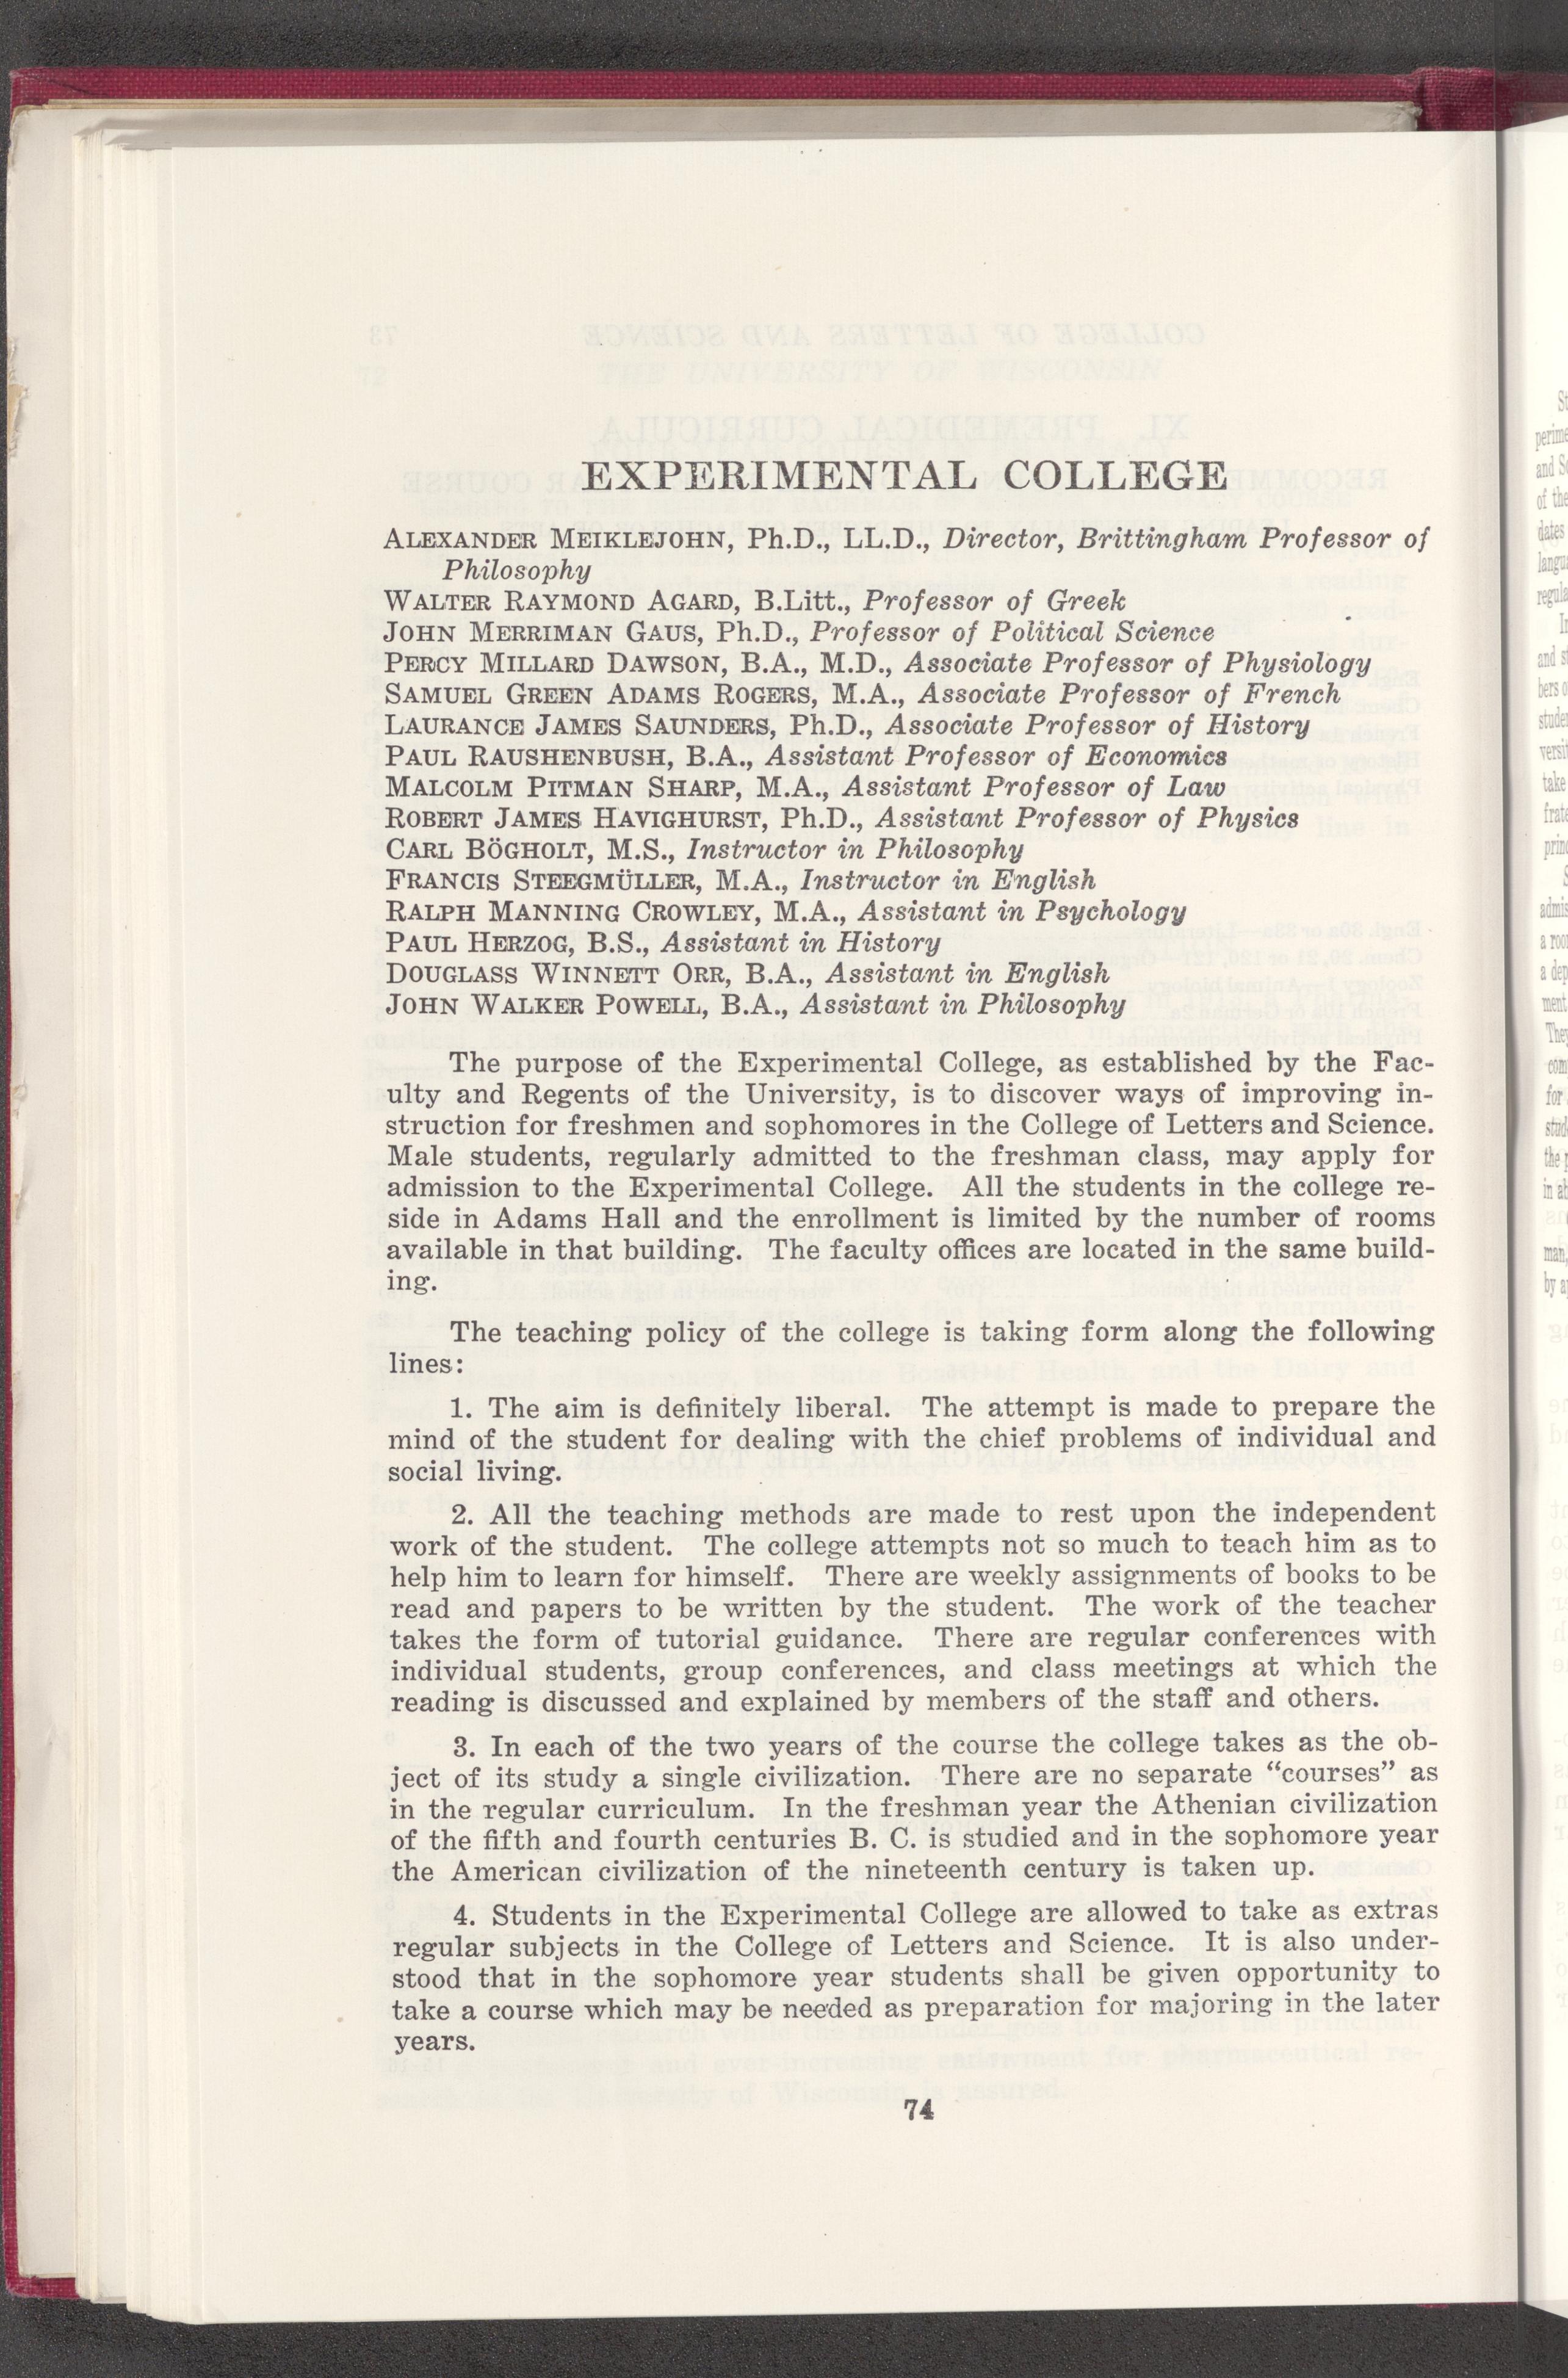 EXPERIMENTAL COLLEGE
ALEXANDER MEIKLEJOHN, Ph.D., LL.D., Director, Brittingham Professor of
Philosophy
WALTER RAYMOND AGARD, B.Litt., Professor of Greek
JOHN MERRIMAN GAUS, Ph.D., Professor of Political Science
PERCY MILLARD DAWSON, B.A., M.D., Associate Professor of Physiology
SAMUEL GREEN ADAMS ROGERS, M.A., Associate Professor of French
LAURANCE JAMES SAUNDERS, Ph.D., Associate Professor of History
PAUL RAUSHENBUSH, B.A., Assistant Professor of Economics
MALCOLM PITMAN SHARP, M.A., Assistant Professor of Law
ROBERT JAMES HAVIGHURST, Ph.D., Assistant Professor of Physics
CARL BÖGHOLT, M.S., Instructor in Philosophy
FRANCIS STEEGMÜLLER, M.A., Instructor in English
RALPH MANNING CROWLEY, M.A., Assistant in Psychology
PAUL HERZOG, B.S., Assistant in History
DOUGLASS WINNETT ORR, B.A., Assistant in English
JOHN WALKER POWELL, B.A., Assistant in Philosophy
The purpose of the Experimental College, as established by the Fac-
ulty and Regents of the University, is to discover ways of improving in-
struction for freshmen and sophomores in the College of Letters and Science.
Male students, regularly admitted to the freshman class, may apply for
admission to the Experimental College. All the students in the college re-
side in Adams Hall and the enrollment is limited by the number of rooms
available in that building. The faculty offices are located in the same build-
ing.
The teaching policy of the college is taking form along the following
lines:
1. The aim is definitely liberal. The attempt is made to prepare the
mind of the student for dealing with the chief problems of individual and
social living.
2. All the teaching methods are made to rest upon the independent
work of the student. The college attempts not so much to teach him as to
help him to learn for himself. There are weekly assignments of books to be
read and papers to be written by the student. The work of the teacher
takes the form of tutorial guidance. There are regular conferences with
individual students, group conferences, and class meetings at which the
reading is discussed and explained by members of the staff and others.
3. In each of the two years of the course the college takes as the ob-
ject of its study a single civilization. There are no separate “courses” as
in the regular curriculum. In the freshman year the Athenian civilization
of the fifth and fourth centuries B. C. is studied and in the sophomore year
the American civilization of the nineteenth century is taken up.
4. Students in the Experimental College are allowed to take as extras
regular subjects in the College of Letters and Science. It is also under-
stood that in the sophomore year students shall be given opportunity to
take a course which may be needed as preparation for majoring in the later
years.
74